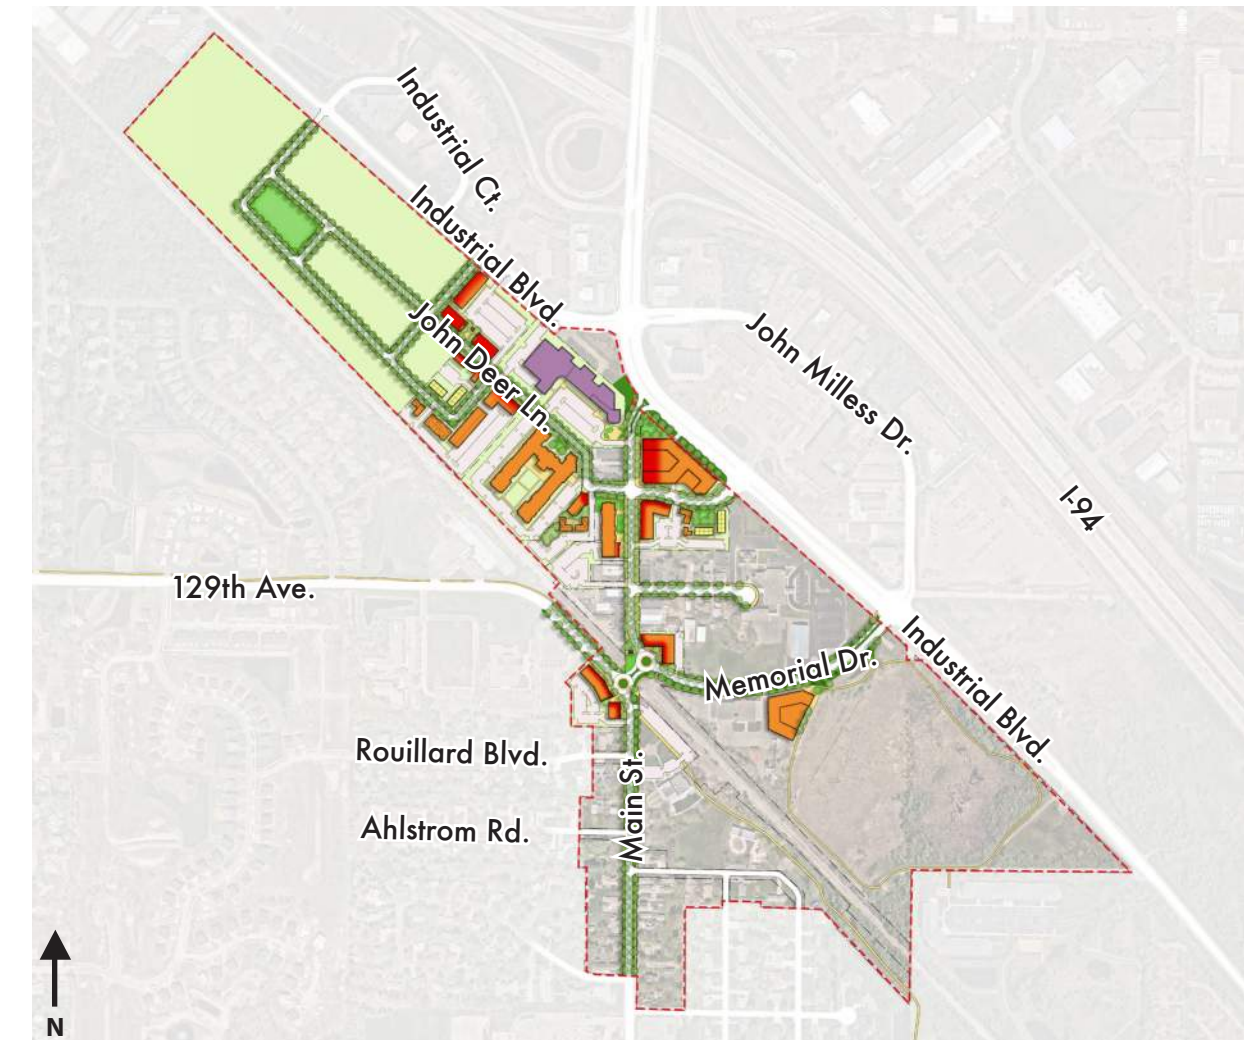 Industrial Ct.
Industrial Blvd.
John Deer Ln.
John Milless Dr.
I-94
129th Ave.
Memorial Dr.
Industrial Blvd.
Rouillard Blvd.
Main St.
Ahlstrom Rd.
N